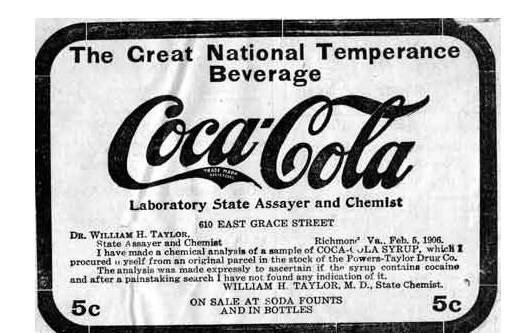 The Great National Temperance
Beverage
Coca-Cola
TRADE MARK
Laboratory State Assayer and Chemist
610 EAST GRACE STREET
DR. WILLIAM H. TAYLOR,
State Assayer and Chemist Richmond Va., Feb. 5, 1906.
I have made a chemical analysis of a sample of COCA-COLA SYRUP, which I
procured myself from an original parcel in the stock of the Powers-Taylor Drug Co.
The analysis was made expressly to ascertain if the syrup contains cocaine
and after a painstaking search I have not found any indication of it.
WILLIAM H. TAYLOR, M. D., State Chemist.
5c ON SALE AT SODA FOUNTS 5c
AND IN BOTTLES